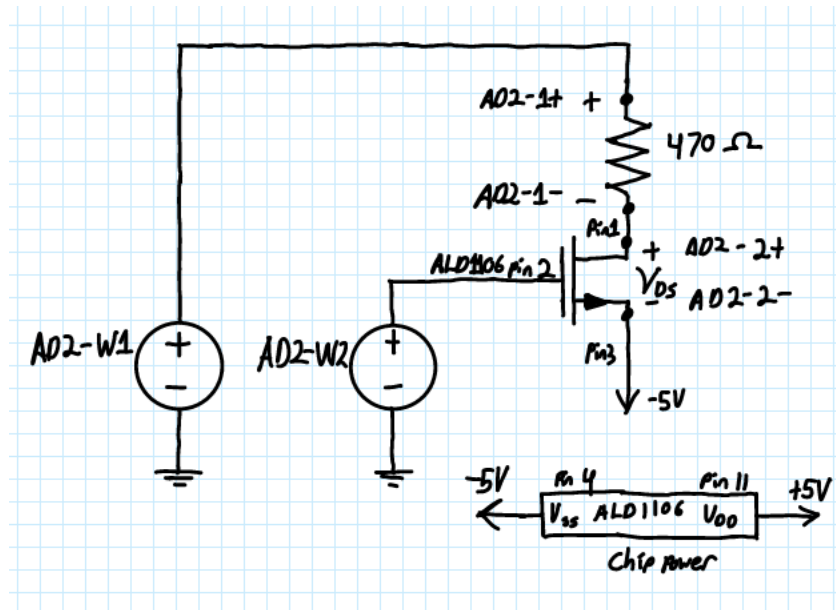 AD2-1+ +
470 Ω
AD2-1- -
Pin1
+ AD2-2+
ALD1106 pin 2
VDS
- AD2-2-
AD2-W1
+
-
AD2-W2
+
-
Pin3
-5V
-5V
Pin 4
Pin 11
+5V
Vss ALD1106 VDD
Chip Power